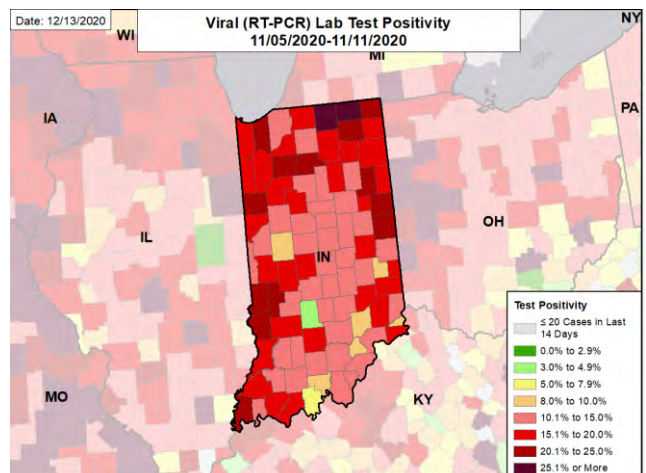 Date: 12/13/2020
Viral (RT-PCR) Lab Test Positivity
11/05/2020-11/11/2020
NY
WI
MI
IA
PA
IL
OH
IN
MO
KY
Test Positivity
≤ 20 Cases in Last
14 Days
0.0% to 2.9%
3.0% to 4.9%
5.0% to 7.9%
8.0% to 10.0%
10.1% to 15.0%
15.1% to 20.0%
20.1% to 25.0%
25.1% or More